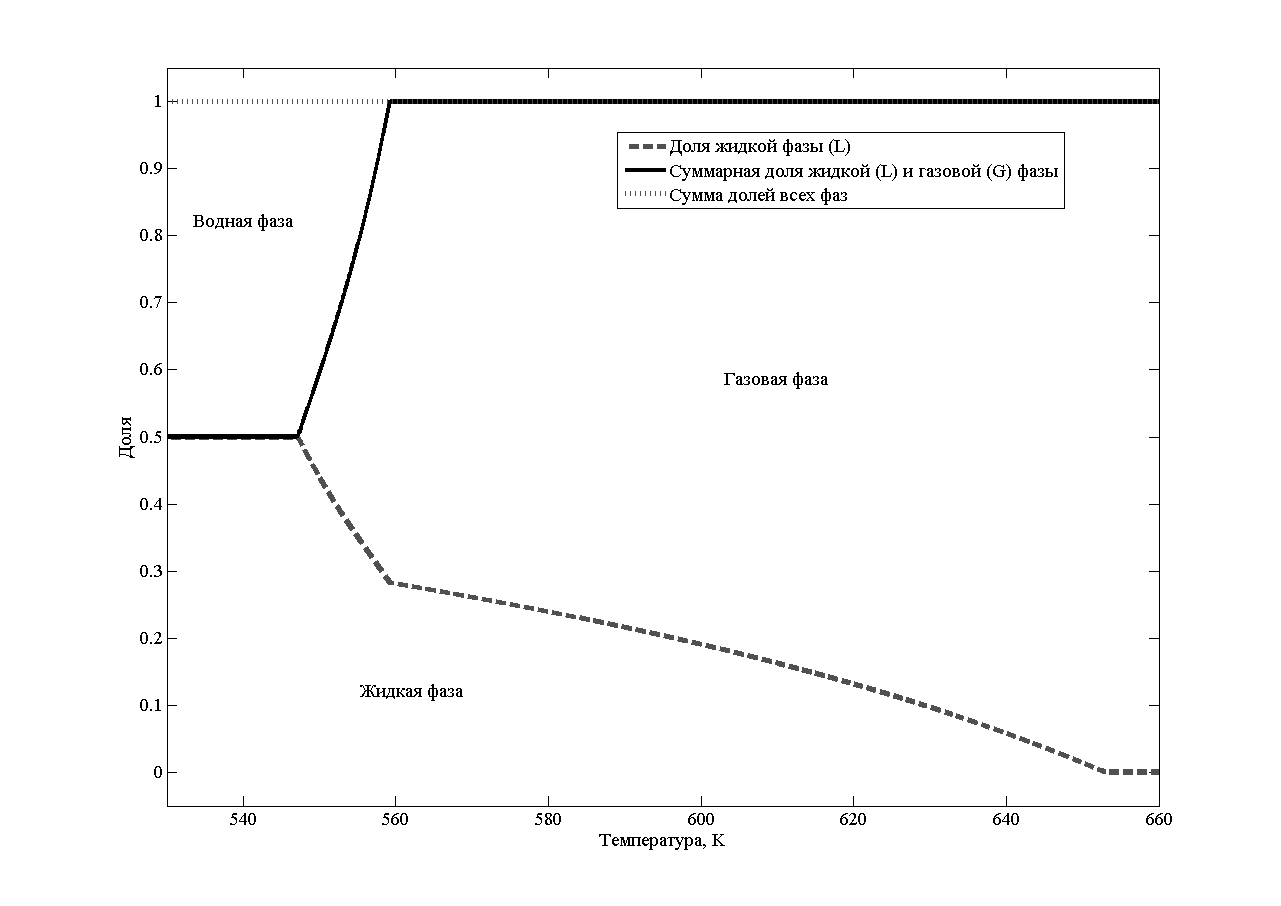 1
0.9
0.8
0.7
0.6
0.5
0.4
0.3
0.2
0.1
0
Доля
Доля жидкой фазы (L)
Суммарная доля жидкой (L) и газовой (G) фазы
Сумма долей всех фаз
Водная фаза
Газовая фаза
Жидкая фаза
540 560 580 600 620 640 660
Температура, К